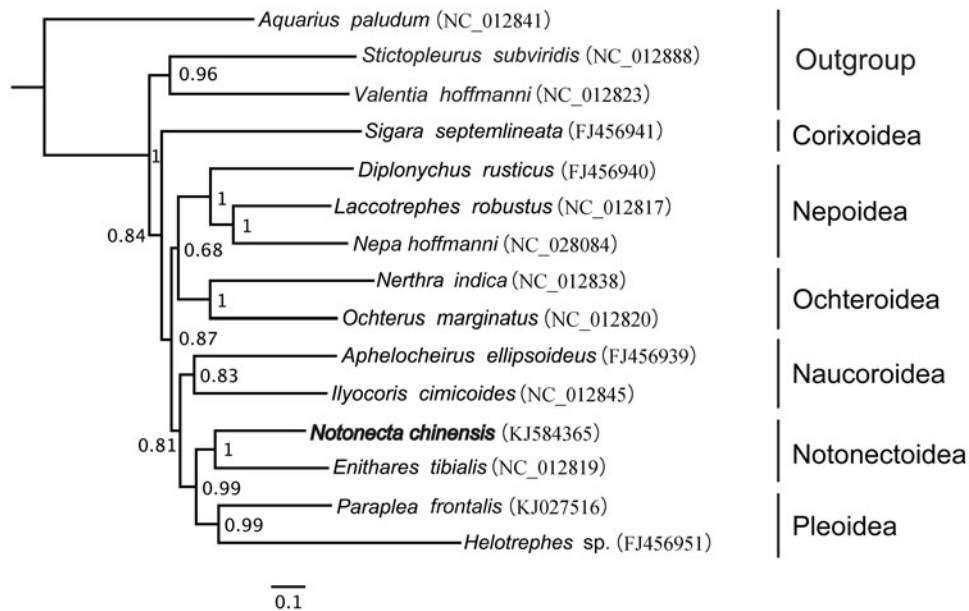 Aquarius paludum (NC_012841)
Stictopleurus subviridis (NC_012888)
0.96
Outgroup
Valentia hoffmanni (NC_012823)
Sigara septemlineata (FJ456941)
Corixoidea
1
Diplonychus rusticus (FJ456940)
1
Laccotrephes robustus (NC_012817)
Nepoidea
0.84
0.68
1
Nepa hoffmanni (NC_028084)
Nerthra indica (NC_012838)
1
Ochteroidea
Ochterus marginatus (NC_012820)
0.87
Aphelocheirus ellipsoideus (FJ456939)
0.83
Naucoroidea
Ilyocoris cimicoides (NC_012845)
Notonecta chinensis (KJ584365)
0.81
1
Notonectoidea
Enithares tibialis (NC_012819)
0.99
Paraplea frontalis (KJ027516)
0.99
Pleoidea
Helotrephes sp. (FJ456951)
0.1